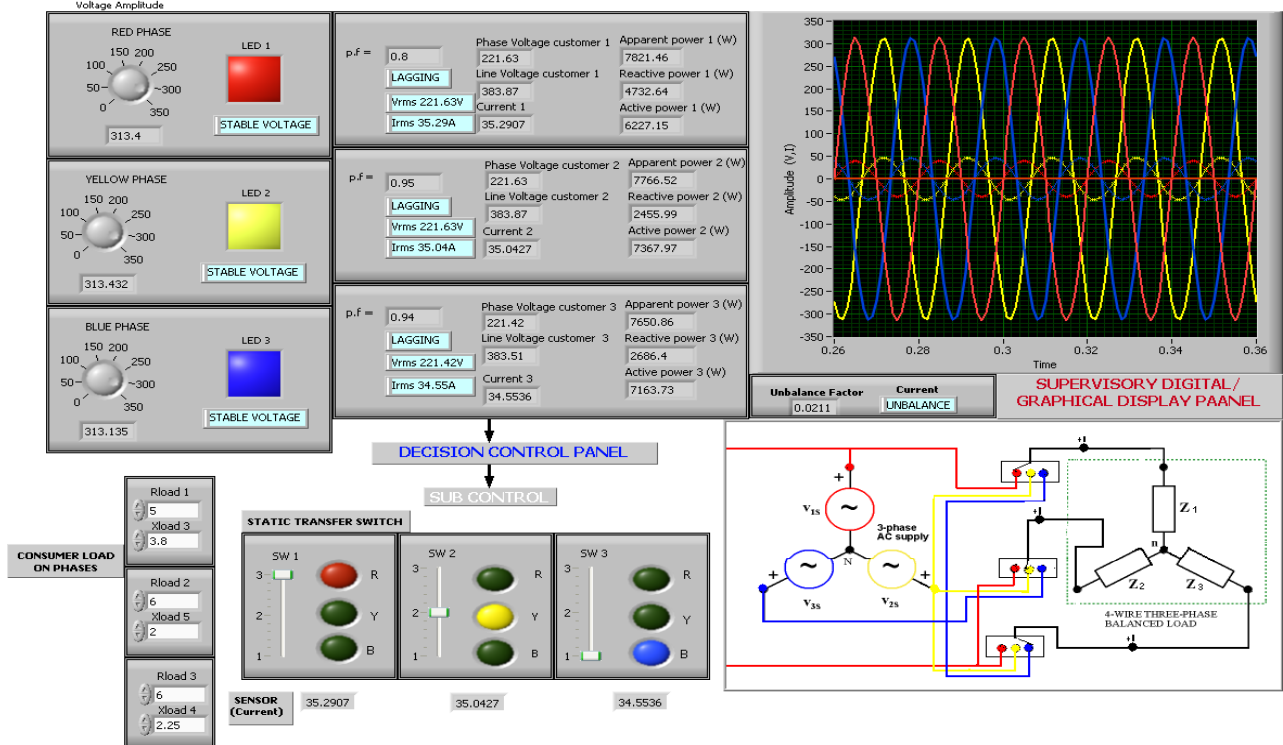 Voltage Amplitude
RED PHASE
150 200
100
250
50
300
0
350
313.4
LED 1
STABLE VOLTAGE
p.f =
0.8
LAGGING
Vrms 221.63V
Irms 35.29A
Phase Voltage customer 1
221.63
Line Voltage customer 1
383.87
Current 1
35.2907
Apparent power 1 (W)
7821.46
Reactive power 1 (W)
4732.64
Active power 1 (W)
6227.15
YELLOW PHASE
150 200
100
250
50-
-300
0
350
313.432
LED 2
STABLE VOLTAGE
p.f =
0.95
LAGGING
Vrms 221.63V
Irms 35.04A
Phase Voltage customer 2
221.63
Line Voltage customer 2
383.87
Current 2
35.0427
Apparent power 2 (W)
7766.52
Reactive power 2 (W)
2455.99
Active power 2 (W)
7367.97
BLUE PHASE
150 200
100
250
50-
-300
0
350
313.135
LED 3
STABLE VOLTAGE
p.f =
0.94
LAGGING
Vrms 221.42V
Irms 34.55A
Phase Voltage customer 3
221.42
Line Voltage customer 3
383.51
Current 3
34.5536
Apparent power 3 (W)
7650.86
Reactive power 3 (W)
2686.4
Active power 3 (W)
7163.73
Amplitude (V,I)
350
300
250
200
150
100
50
0
-50
-100
-150
-200
-250
-300
-350
0.26
0.28
0.3
0.32
0.34
0.36
Time
Unbalance Factor
0.0211
Current
UNBALANCE
SUPERVISORY DIGITAL/
GRAPHICAL DISPLAY PAANEL
DECISION CONTROL PANEL
SUB CONTROL
CONSUMER LOAD
ON PHASES
Rload 1
5
Xload 3
3.8
Rload 2
6
Xload 5
2
Rload 3
6
Xload 4
2.25
STATIC TRANSFER SWITCH
SW 1
3
2
1
R
Y
B
SW 2
3
2
1
R
Y
B
SW 3
3
2
1
R
Y
B
SENSOR
(Current)
35.2907
35.0427
34.5536
+
v1s
3-phase
AC supply
N
+
v3s
+
v2s
+I
Z1
+I
n
Z2
Z3
4-WIRE THREE-PHASE
BALANCED LOAD
+I